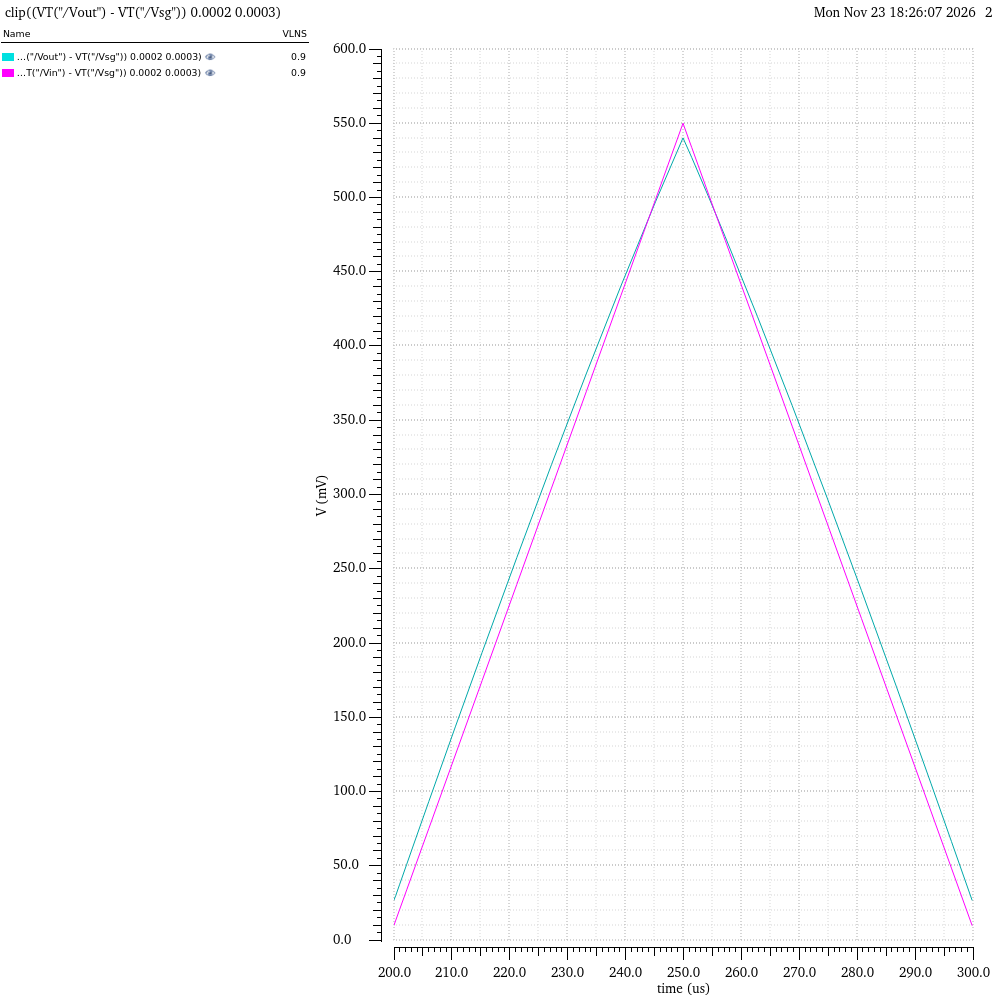 clip((VT("/Vout") - VT("/Vsg")) 0.0002 0.0003)
Mon Nov 23 18:26:07 2026 2
Name VLNS
...("/Vout") - VT("/Vsg")) 0.0002 0.0003) 0.9
...T("/Vin") - VT("/Vsg")) 0.0002 0.0003) 0.9
600.0
550.0
500.0
450.0
400.0
350.0
300.0
250.0
200.0
150.0
100.0
50.0
0.0
V (mV)
200.0 210.0 220.0 230.0 240.0 250.0 260.0 270.0 280.0 290.0 300.0
time (us)